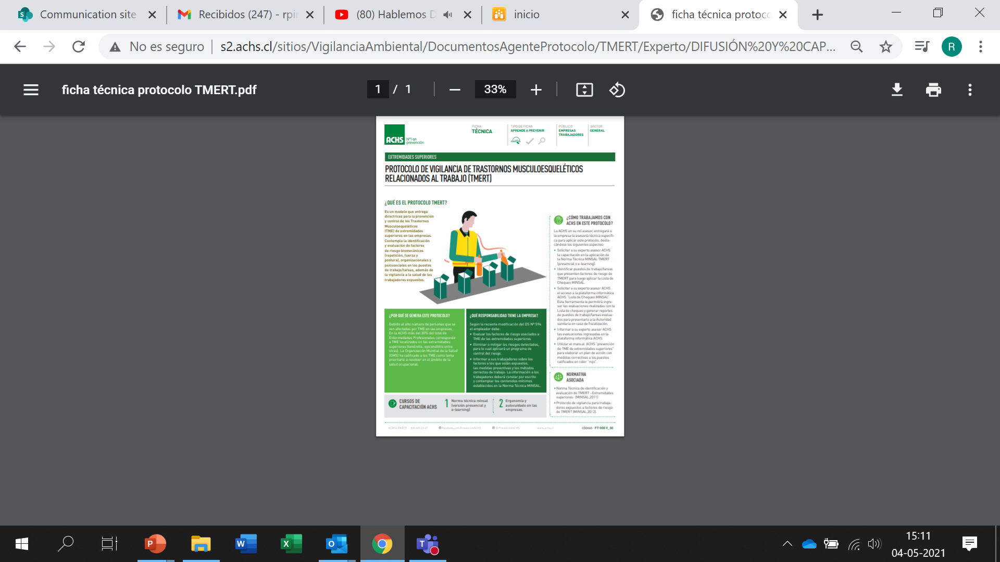 Communication site
Recibidos (247) - rpi
(80) Hablemos D
inicio
ficha técnica protoco
No es seguro
s2.achs.cl/sitios/VigilanciaAmbiental/DocumentosAgenteProtocolo/TMERT/Experto/DIFUSIÓN%20Y%20CAP...
R
ficha técnica protocolo TMERT.pdf
1 / 1
33%
ACHS
Nº1 en
prevención
FICHA
TÉCNICA
TIPO DE FICHA
APRENDE A PREVENIR
PÚBLICO
EMPRESAS
TRABAJADORES
SECTOR
GENERAL
EXTREMIDADES SUPERIORES
PROTOCOLO DE VIGILANCIA DE TRASTORNOS MUSCULOESQUELÉTICOS
RELACIONADOS AL TRABAJO (TMERT)
¿QUÉ ES EL PROTOCOLO TMERT?
Es un modelo que entrega
directrices para la prevención
y control de los Trastornos
Musculoequeléticos
(TME) de extremidades
superiores en las empresas.
Contempla la identificación
y evaluación de factores
de riesgo biomecánicos
(repetición, fuerza y
postura), organizacionales y
psicosociales en los puestos
de trabajo/tareas, además de
la vigilancia a la salud de los
trabajadores expuestos.
¿POR QUÉ SE GENERA ESTE PROTOCOLO?
Debido al alto número de personas que se
ven afectadas por TME en las empresas.
En la ACHS más del 30% del total de
Enfermedades Profesionales corresponde
a TME localizados en las extremidades
superiores (tendinitis, epicondilitis entre
otras). La Organización Mundial de la Salud
(OMS) ha calificado a los TME como tema
prioritario a resolver en el ámbito de la
salud ocupacional.
¿QUÉ RESPONSABILIDAD TIENE LA EMPRESA?
Según la reciente modificación del DS Nº 594
el empleador debe:
• Evaluar los factores de riesgo asociados a
TME de las extremidades superiores
• Eliminar o mitigar los riesgos detectados,
para lo cual aplicará un programa de
control del riesgo.
• Informar a sus trabajadores sobre los
factores a los que están expuestos,
las medidas preventivas y los métodos
correctos de trabajo. La información a los
trabajadores deberá constar por escrito
y contemplar los contenidos mínimos
establecidos en la Norma Técnica MINSAL.
¿CÓMO TRABAJAMOS CON
ACHS EN ESTE PROTOCOLO?
La ACHS en su rol asesor, entregará a
la empresa la asesoría técnica específi-
ca para aplicar este protocolo, desta-
cándose los siguientes aspectos:
• Solicitar a su experto asesor ACHS
la capacitación en la aplicación de
la Norma Técnica MINSAL TMERT
(presencial o e-learning).
• Identificar puestos de trabajo/tareas
que presenten factores de riesgo de
TMERT para luego aplicar la Lista de
Chequeo MINSAL.
• Solicitar a su experto asesor ACHS
el acceso a la plataforma informática
ACHS "Lista de Chequeo MINSAL".
Esta herramienta le permitirá ingre-
sar las evaluaciones realizadas con la
Lista de chequeo y generar reportes
de puestos de trabajo/tareas evalua-
dos para presentarlo a la Autoridad
sanitaria en caso de fiscalización.
• Informar a su experto asesor ACHS
las evaluaciones ingresadas en la
plataforma informática ACHS.
• Utilizar el manual ACHS "prevención
de TME de extremidades superiores"
para elaborar un plan de acción con
medidas correctivas a los puestos
calificados en color "rojo".
NORMATIVA
ASOCIADA
• Norma Técnica de identificación y
evaluación de TMERT -Extremidades
superiores- (MINSAL,2011)
• Protocolo de vigilancia para trabaja-
dores expuestos a factores de riesgo
de TMERT (MINSAL,2012).
CURSOS DE
CAPACITACIÓN ACHS
1 Norma técnica minsal
(versión presencial y
e-learning)
2 Ergonomía y
autocuidado en las
empresas.
ACHSCENTER
CÓDIGO: FT-000 V_00
15:11
04-05-2021